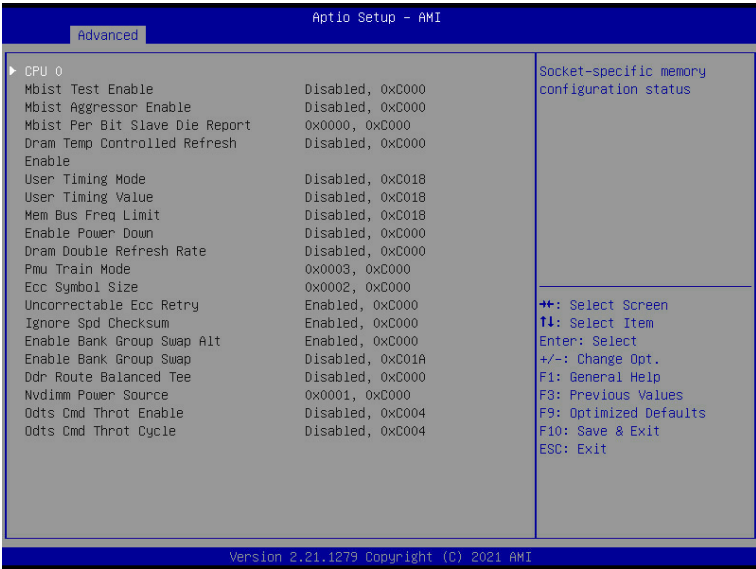 Aptio Setup – AMI
Advanced
CPU 0
Mbist Test Enable Disabled, 0xC000
Mbist Aggressor Enable Disabled, 0xC000
Mbist Per Bit Slave Die Report 0x0000, 0xC000
Dram Temp Controlled Refresh Disabled, 0xC000
Enable
User Timing Mode Disabled, 0xC018
User Timing Value Disabled, 0xC018
Mem Bus Freq Limit Disabled, 0xC018
Enable Power Down Disabled, 0xC000
Dram Double Refresh Rate Disabled, 0xC000
Pmu Train Mode 0x0003, 0xC000
Ecc Symbol Size 0x0002, 0xC000
Uncorrectable Ecc Retry Enabled, 0xC000
Ignore Spd Checksum Enabled, 0xC000
Enable Bank Group Swap Alt Enabled, 0xC000
Enable Bank Group Swap Disabled, 0xC01A
Ddr Route Balanced Tee Disabled, 0xC000
Nvdimm Power Source 0x0001, 0xC000
Odts Cmd Throt Enable Disabled, 0xC004
Odts Cmd Throt Cycle Disabled, 0xC004
Socket-specific memory
configuration status
→←: Select Screen
↑↓: Select Item
Enter: Select
+/-: Change Opt.
F1: General Help
F3: Previous Values
F9: Optimized Defaults
F10: Save & Exit
ESC: Exit
Version 2.21.1279 Copyright (C) 2021 AMI